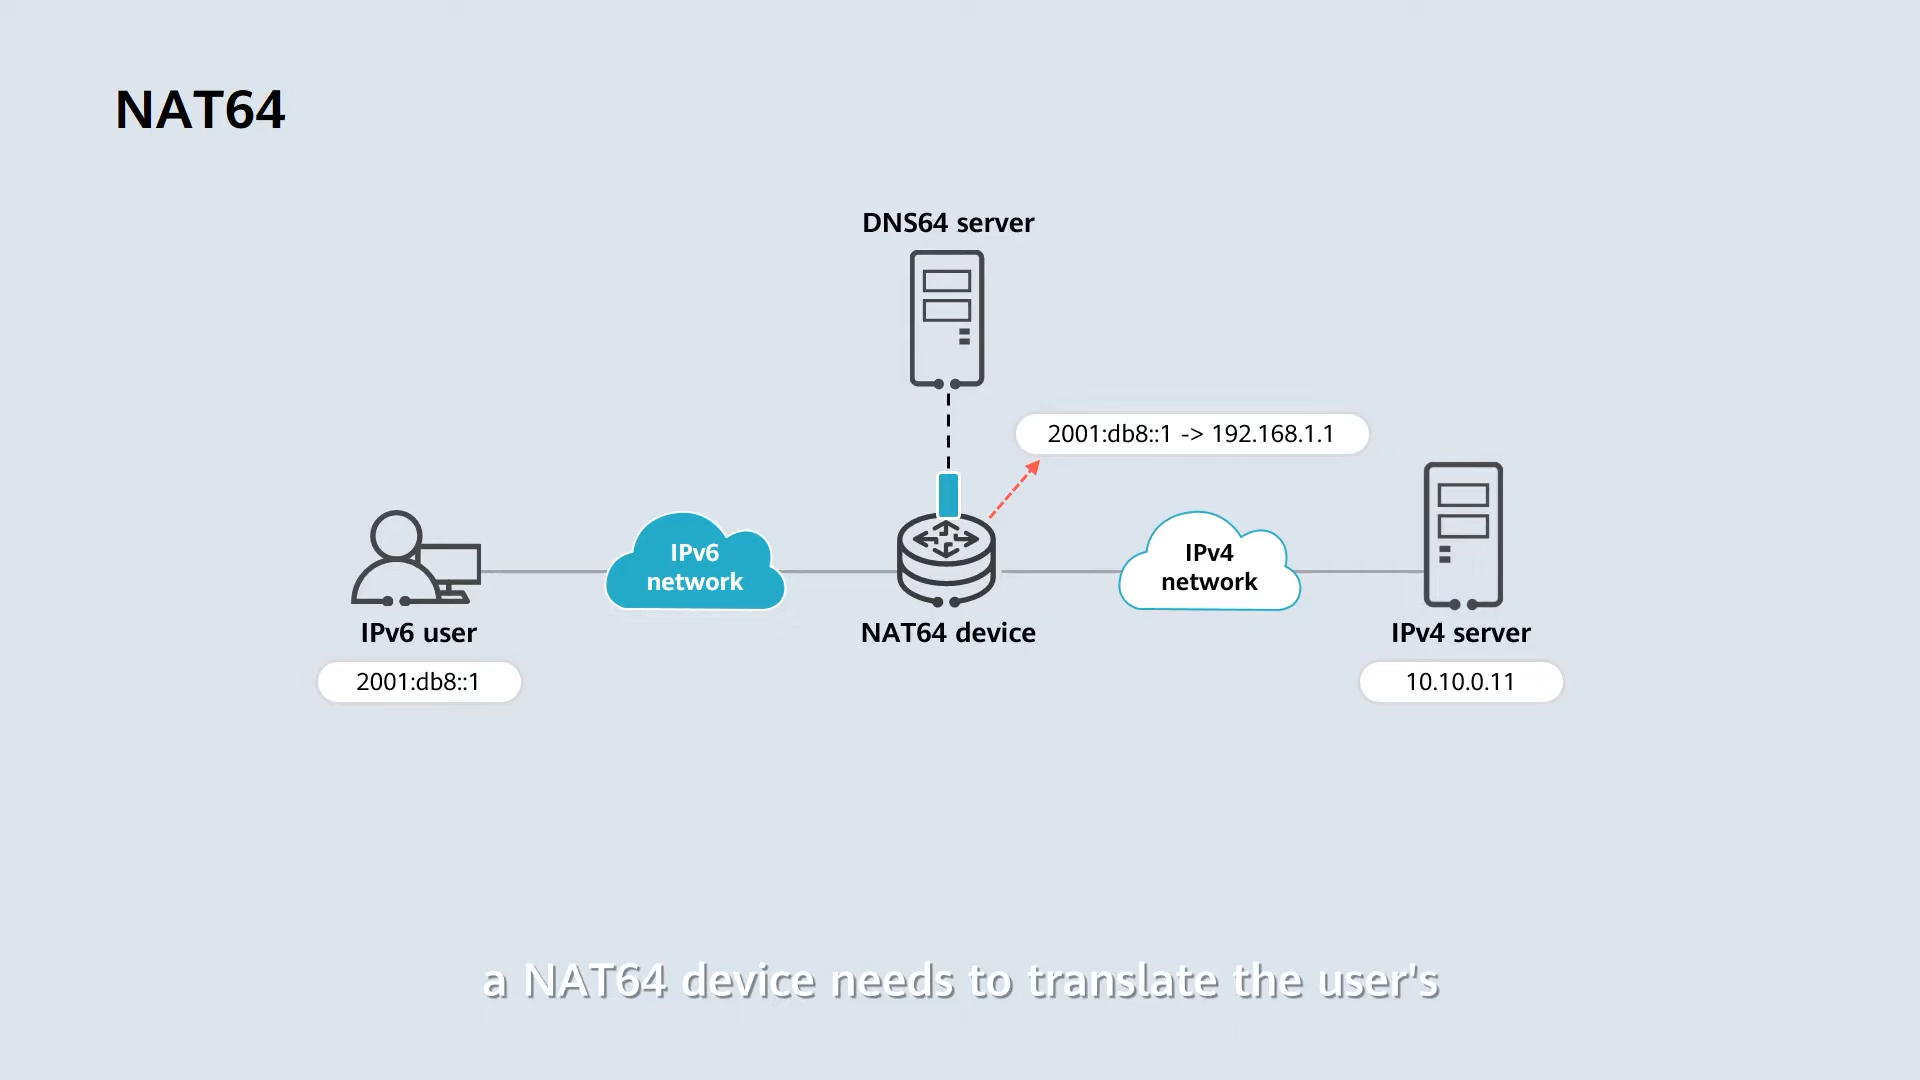 NAT64
DNS64 server
2001:db8::1 -> 192.168.1.1
IPv6
network
IPv4
network
IPv6 user
NAT64 device
IPv4 server
2001:db8::1
10.10.0.11
a NAT64 device needs to translate the user's